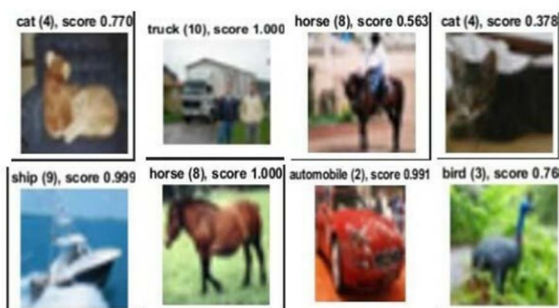 cat (4), score 0.770
truck (10), score 1.000
horse (8), score 0.563
cat (4), score 0.378
ship (9), score 0.999
horse (8), score 1.000
automobile (2), score 0.991
bird (3), score 0.76